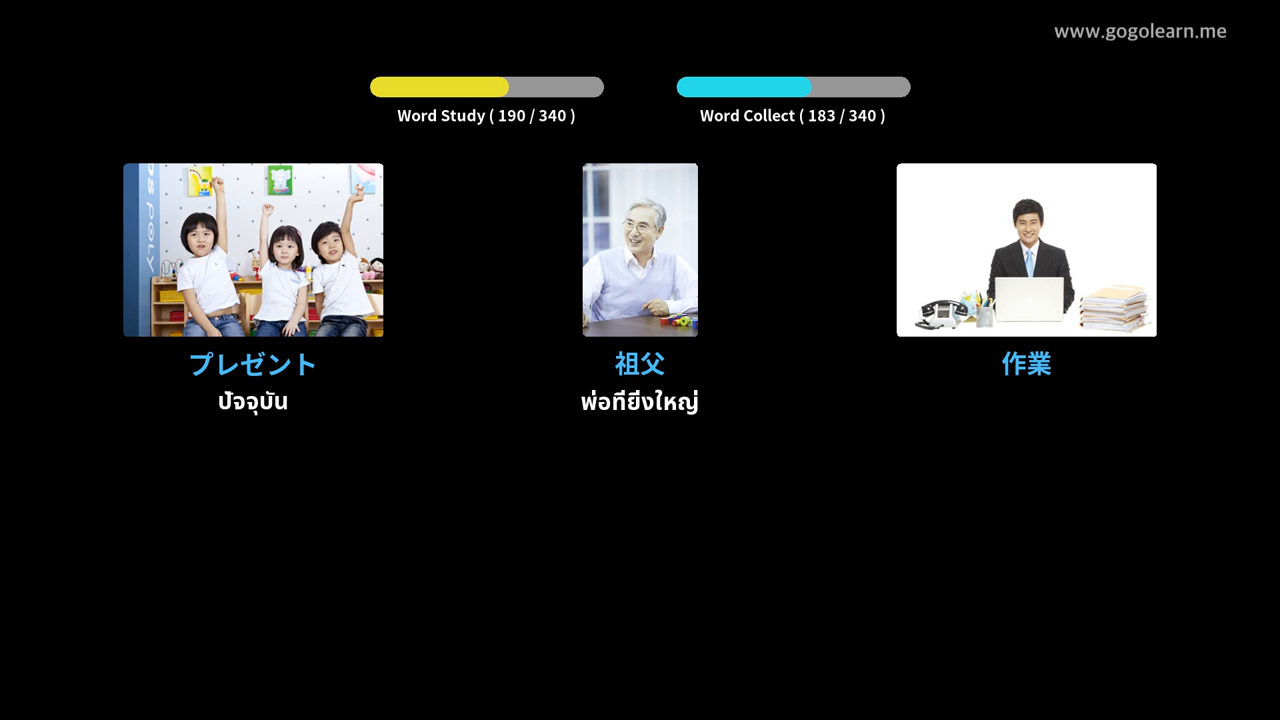 www.gogolearn.me
Word Study ( 190 / 340 )
Word Collect ( 183 / 340 )
POLY
プレゼント
祖父
作業
ปัจจุบัน
พ่อที่ยิ่งใหญ่